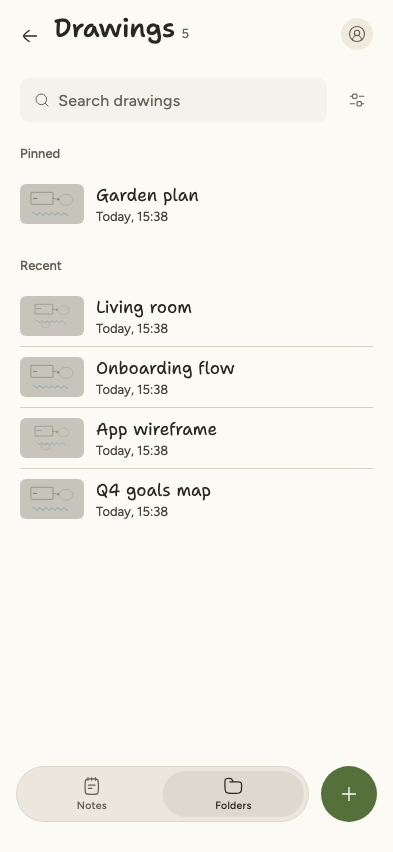 Drawings 5
Search drawings
Pinned
Garden plan
Today, 15:38
Recent
Living room
Today, 15:38
Onboarding flow
Today, 15:38
App wireframe
Today, 15:38
Q4 goals map
Today, 15:38
Notes
Folders